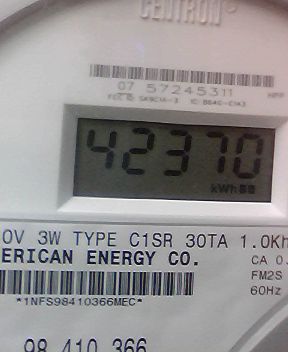 CENTRON®
07 57245311
42370
kWh
0V 3W TYPE C1SR 30TA 1.0Kh
ERICAN ENERGY CO.
CA 0.
FM2S
60Hz
*1NFS98410366MEC*
98 410 366